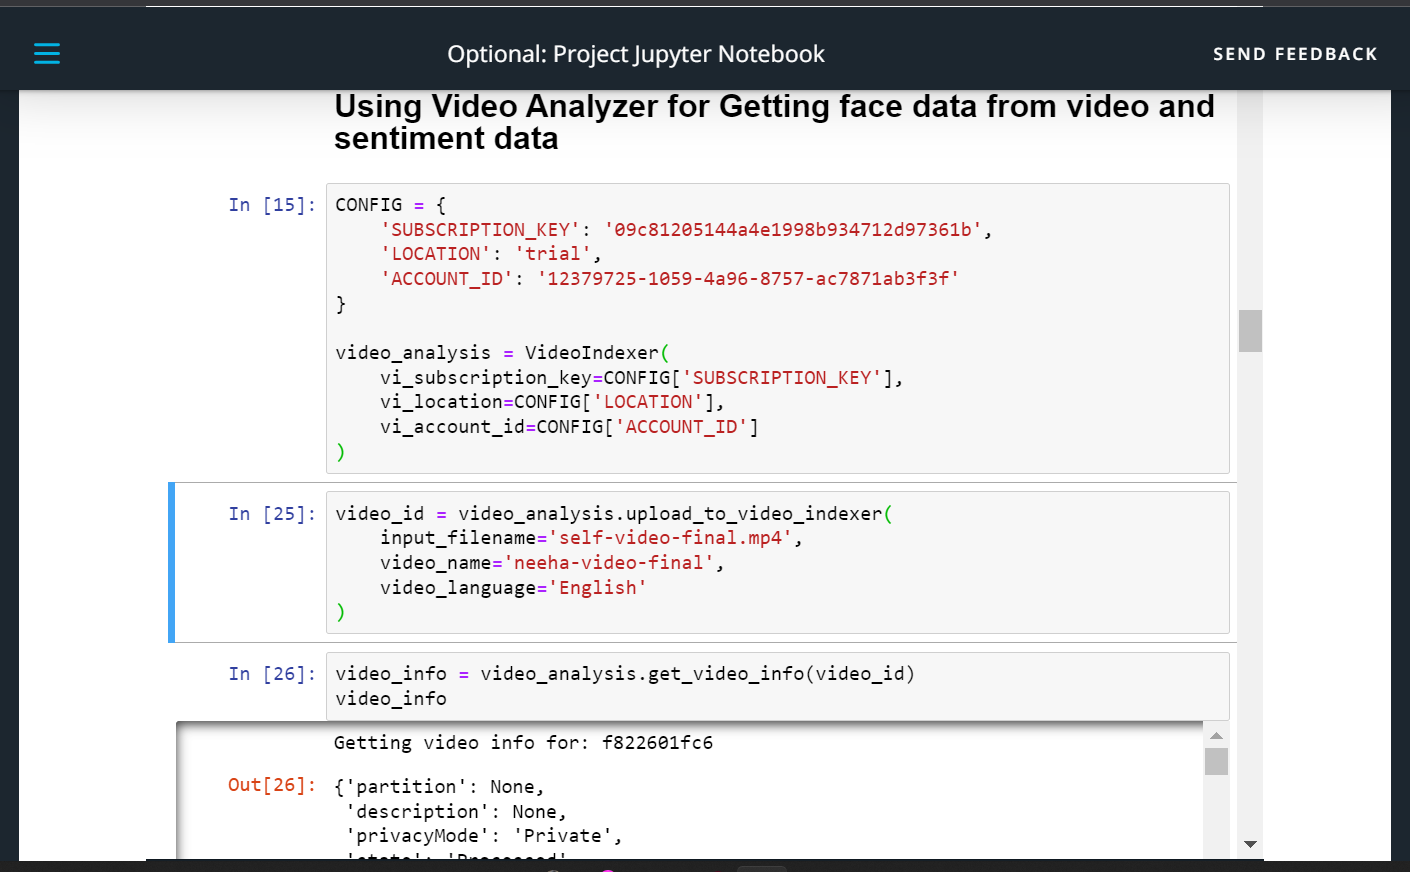 Optional: Project Jupyter Notebook
SEND FEEDBACK
Using Video Analyzer for Getting face data from video and
sentiment data
In [15]:
CONFIG = {
    'SUBSCRIPTION_KEY': '09c81205144a4e1998b934712d97361b',
    'LOCATION': 'trial',
    'ACCOUNT_ID': '12379725-1059-4a96-8757-ac7871ab3f3f'
}
video_analysis = VideoIndexer(
    vi_subscription_key=CONFIG['SUBSCRIPTION_KEY'],
    vi_location=CONFIG['LOCATION'],
    vi_account_id=CONFIG['ACCOUNT_ID']
)
In [25]:
video_id = video_analysis.upload_to_video_indexer(
    input_filename='self-video-final.mp4',
    video_name='neeha-video-final',
    video_language='English'
)
In [26]:
video_info = video_analysis.get_video_info(video_id)
video_info
Getting video info for: f822601fc6
Out[26]:
{'partition': None,
 'description': None,
 'privacyMode': 'Private',
 'state': 'Processed'